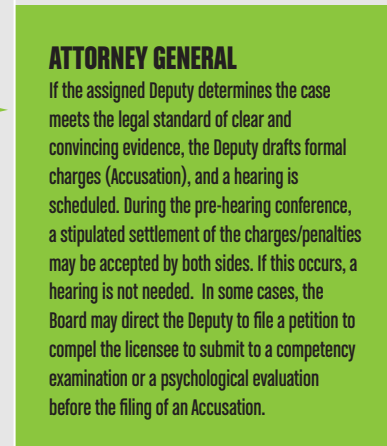 ATTORNEY GENERAL
If the assigned Deputy determines the case
meets the legal standard of clear and
convincing evidence, the Deputy drafts formal
charges (Accusation), and a hearing is
scheduled. During the pre-hearing conference,
a stipulated settlement of the charges/penalties
may be accepted by both sides. If this occurs, a
hearing is not needed.  In some cases, the
Board may direct the Deputy to file a petition to
compel the licensee to submit to a competency
examination or a psychological evaluation
before the filing of an Accusation.